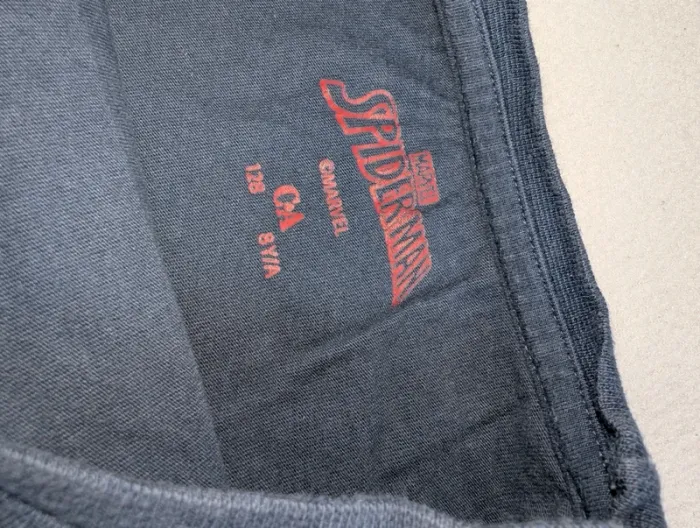 MARVEL
SPIDER-MAN
©MARVEL
C&A
128 8Y/A